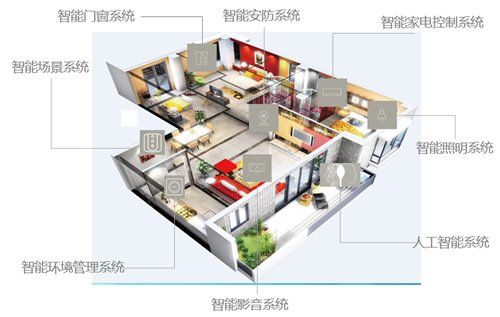 智能门窗系统
智能安防系统
智能家电控制系统
智能场景系统
智能照明系统
人工智能系统
智能环境管理系统
智能影音系统